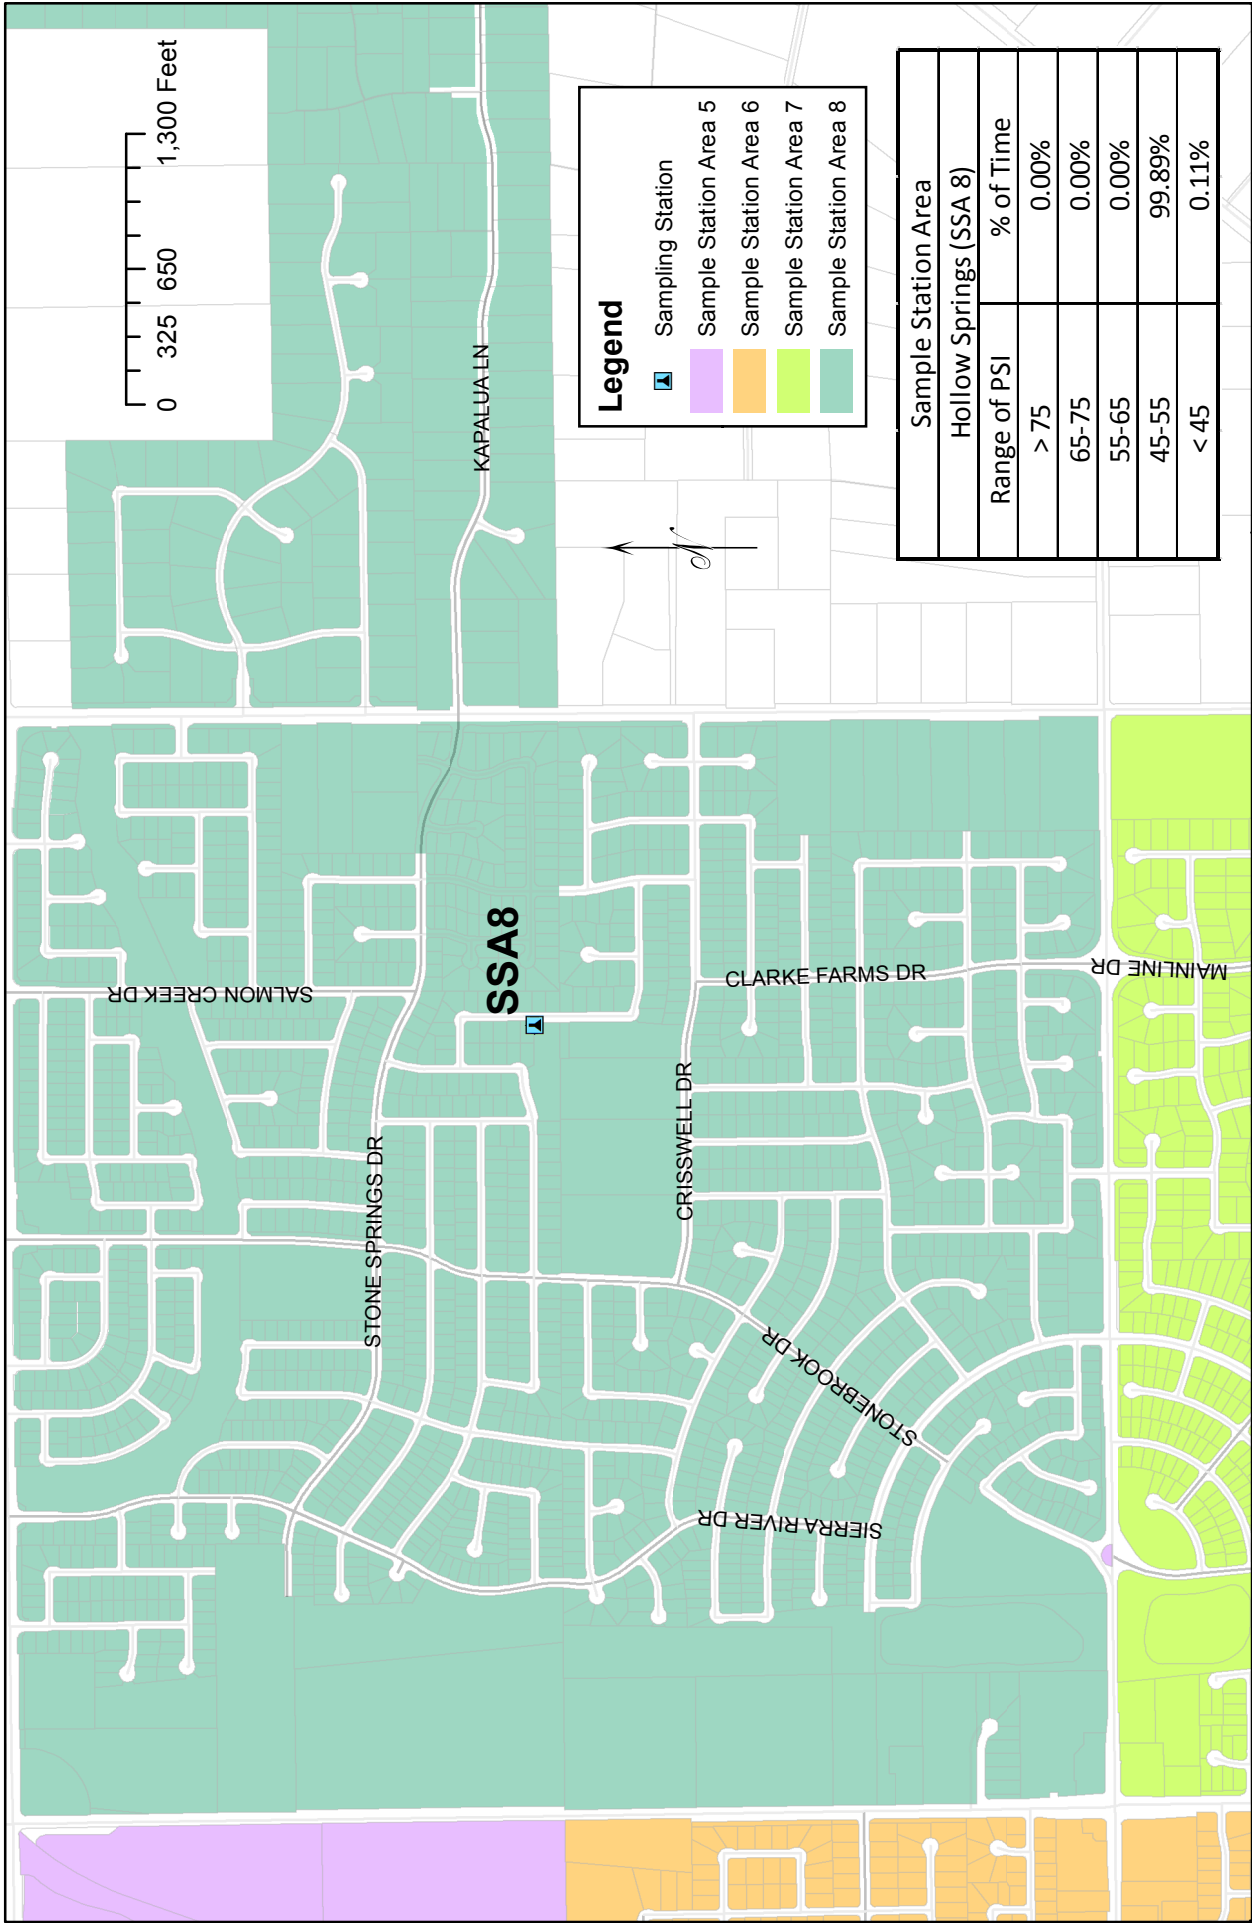 0 325 650 1,300 Feet
Legend
Sampling Station
Sample Station Area 5
Sample Station Area 6
Sample Station Area 7
Sample Station Area 8
Sample Station Area
Hollow Springs (SSA 8)
Range of PSI % of Time
> 75 0.00%
65-75 0.00%
55-65 0.00%
45-55 99.89%
< 45 0.11%
N
KAPALUA LN
SALMON CREEK DR
SSA8
STONE SPRINGS DR
CRISSWELL DR
CLARKE FARMS DR
MAINLINE DR
STONEBROOK DR
SIERRA RIVER DR